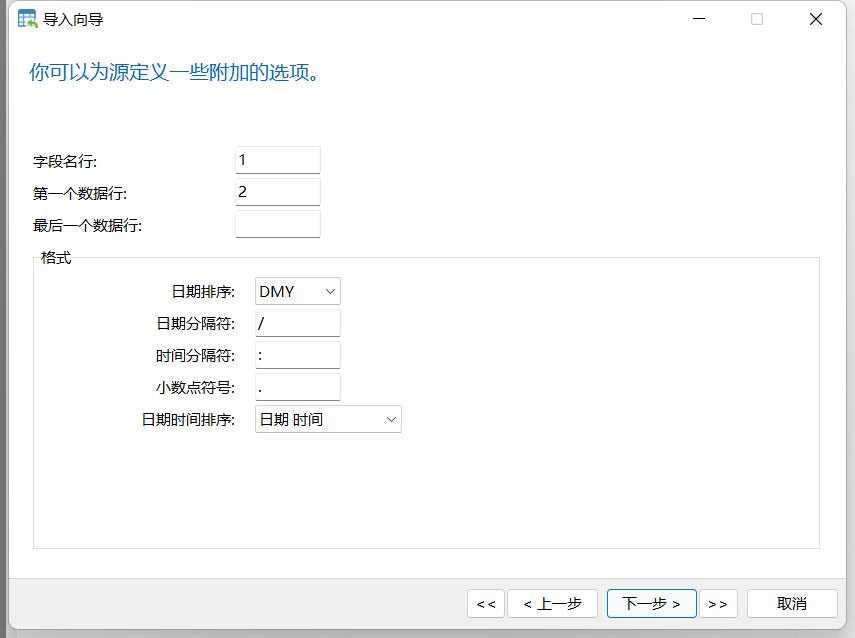 导入向导
你可以为源定义一些附加的选项。
字段名行: 1
第一个数据行: 2
最后一个数据行:
格式
日期排序: DMY
日期分隔符: /
时间分隔符: :
小数点符号: .
日期时间排序: 日期 时间
<< < 上一步 下一步 > >> 取消